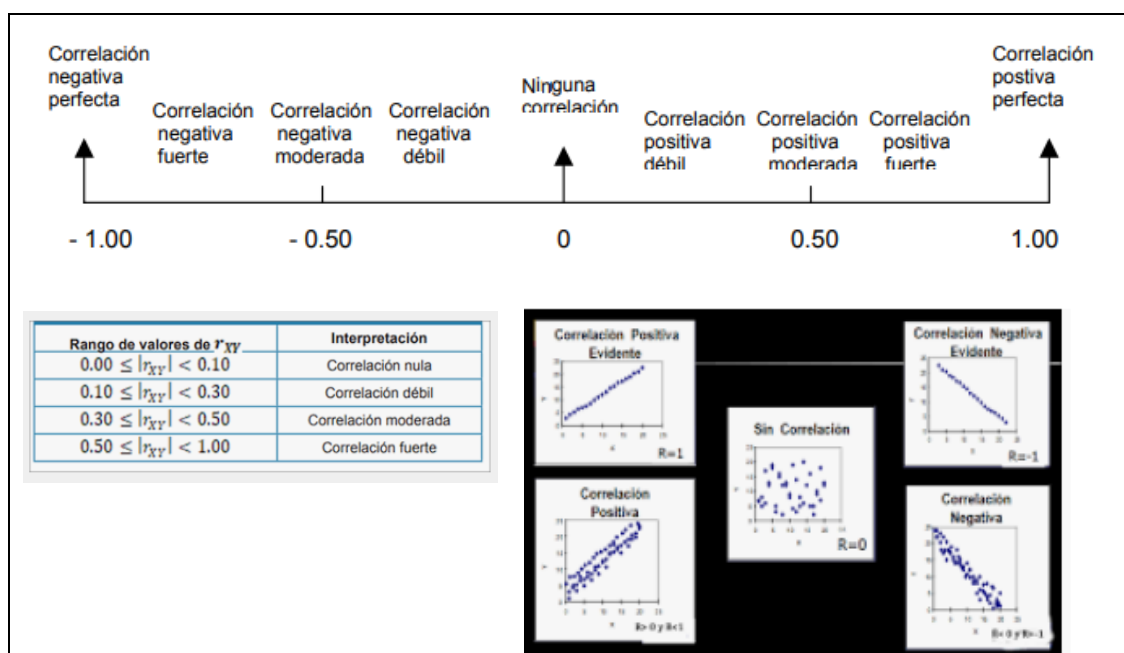 Correlación
negativa
perfecta
Correlación
negativa
fuerte
Correlación
negativa
moderada
Correlación
negativa
débil
Ninguna
correlación
Correlación
positiva
débil
Correlación
positiva
moderada
Correlación
positiva
fuerte
Correlación
postiva
perfecta
- 1.00
- 0.50
0
0.50
1.00
Rango de valores de r_XY
Interpretación
0.00 ≤ |r_XY| < 0.10
Correlación nula
0.10 ≤ |r_XY| < 0.30
Correlación débil
0.30 ≤ |r_XY| < 0.50
Correlación moderada
0.50 ≤ |r_XY| < 1.00
Correlación fuerte
Correlación Positiva
Evidente
R=1
Correlación Negativa
Evidente
R=-1
Sin Correlación
R=0
Correlación
Positiva
R>0 y R<1
Correlación
Negativa
R<0 y R>-1